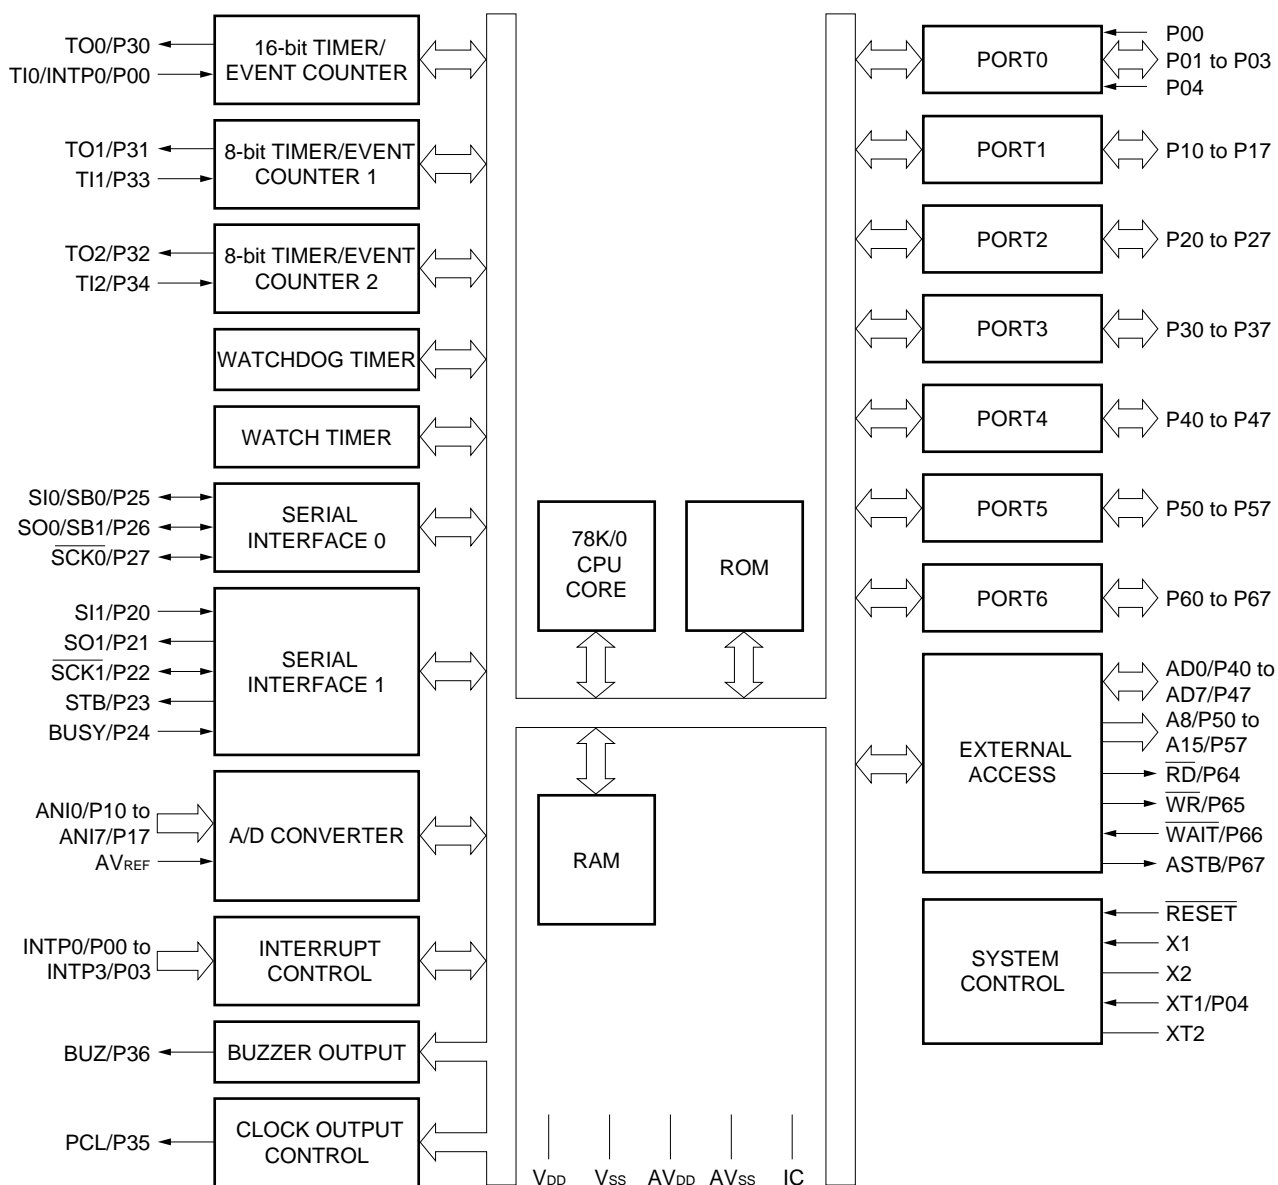 TO0/P30
TI0/INTP0/P00
16-bit TIMER/
EVENT COUNTER
TO1/P31
TI1/P33
8-bit TIMER/EVENT
COUNTER 1
TO2/P32
TI2/P34
8-bit TIMER/EVENT
COUNTER 2
WATCHDOG TIMER
WATCH TIMER
SI0/SB0/P25
SO0/SB1/P26
SCK0/P27
SERIAL
INTERFACE 0
SI1/P20
SO1/P21
SCK1/P22
STB/P23
BUSY/P24
SERIAL
INTERFACE 1
ANI0/P10 to
ANI7/P17
AVREF
A/D CONVERTER
INTP0/P00 to
INTP3/P03
INTERRUPT
CONTROL
BUZ/P36
BUZZER OUTPUT
PCL/P35
CLOCK OUTPUT
CONTROL
78K/0
CPU
CORE
ROM
RAM
VDD
VSS
AVDD
AVSS
IC
PORT0
P00
P01 to P03
P04
PORT1
P10 to P17
PORT2
P20 to P27
PORT3
P30 to P37
PORT4
P40 to P47
PORT5
P50 to P57
PORT6
P60 to P67
EXTERNAL
ACCESS
AD0/P40 to
AD7/P47
A8/P50 to
A15/P57
RD/P64
WR/P65
WAIT/P66
ASTB/P67
SYSTEM
CONTROL
RESET
X1
X2
XT1/P04
XT2